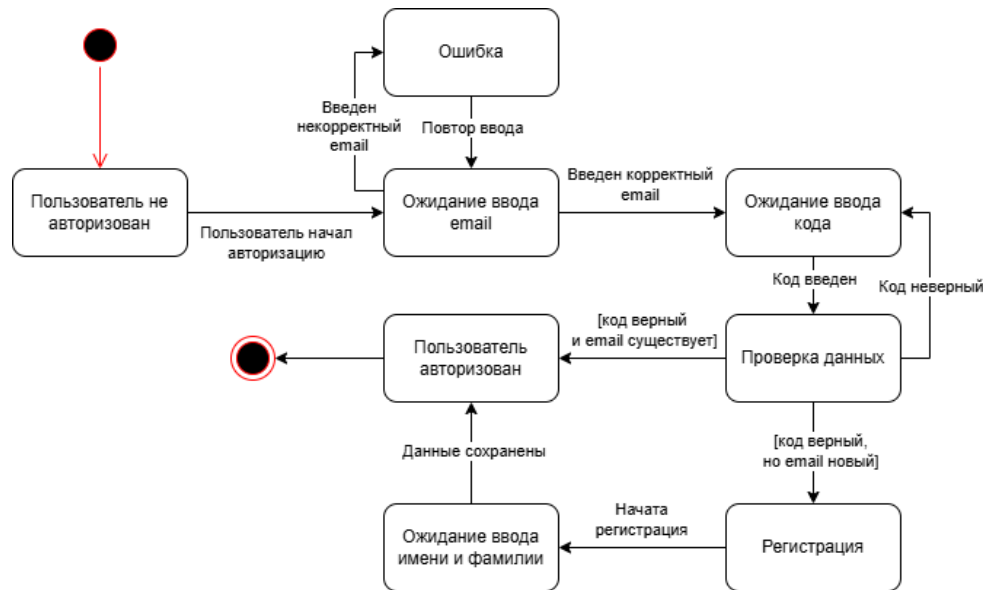 Ошибка
Введен
некорректный
email
Повтор ввода
Пользователь не
авторизован
Пользователь начал
авторизацию
Ожидание ввода
email
Введен корректный
email
Ожидание ввода
кода
Код введен
Код неверный
Пользователь
авторизован
[код верный
и email существует]
Проверка данных
Данные сохранены
[код верный,
но email новый]
Ожидание ввода
имени и фамилии
Начата
регистрация
Регистрация